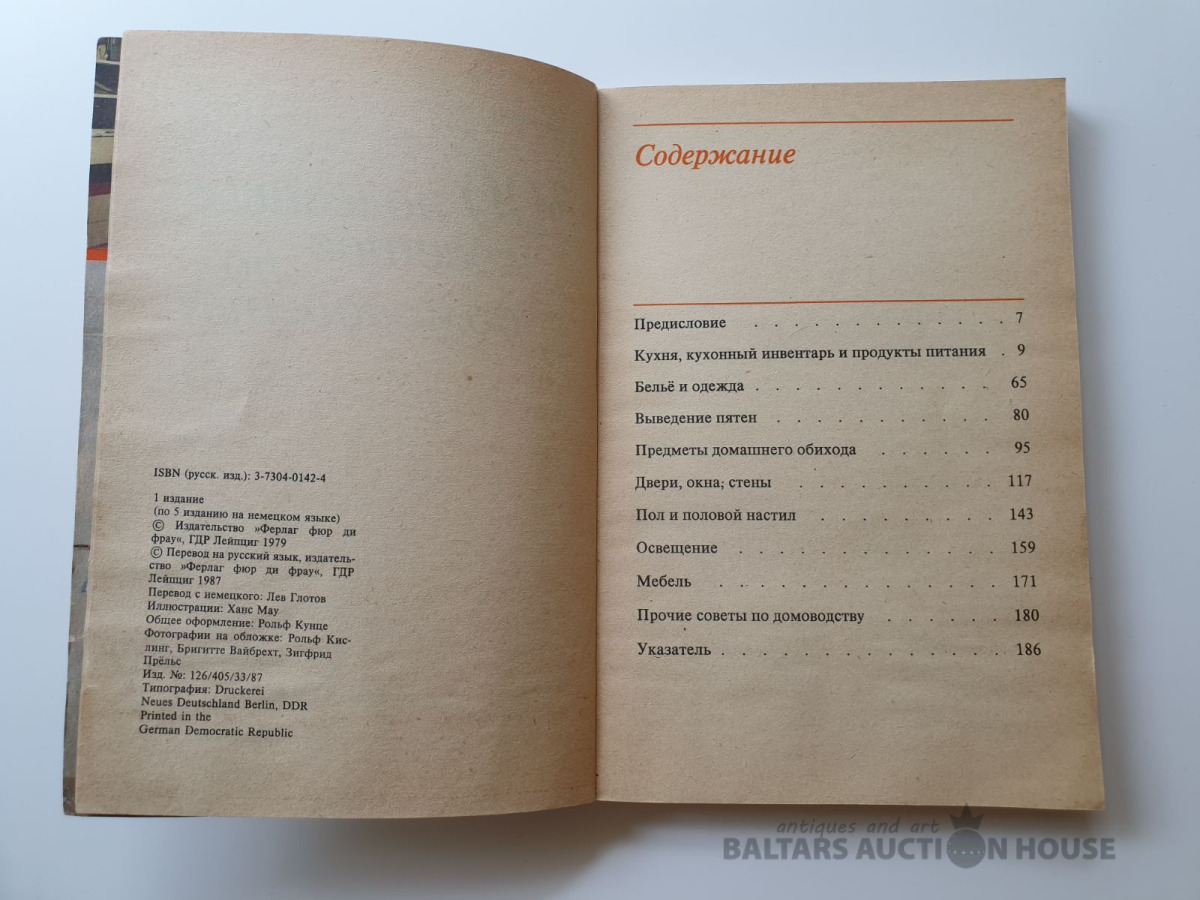 ISBN (русск. изд.): 3-7304-0142-4
1 издание
(по 5 изданию на немецком языке)
© Издательство »Ферлаг фюр ди
фрау«, ГДР Лейпциг 1979
© Перевод на русский язык, издатель-
ство »Ферлаг фюр ди фрау«, ГДР
Лейпциг 1987
Перевод с немецкого: Лев Глотов
Иллюстрации: Ханс Мау
Общее оформление: Рольф Кунце
Фотографии на обложке: Рольф Кис-
линг, Бригитте Вайбрехт, Зигфрид
Прёльс
Изд. №: 126/405/33/87
Типография: Druckerei
Neues Deutschland Berlin, DDR
Printed in the
German Democratic Republic
Содержание
Предисловие . . . . . . . . . . . . . 7
Кухня, кухонный инвентарь и продукты питания . 9
Бельё и одежда . . . . . . . . . . . . 65
Выведение пятен . . . . . . . . . . . 80
Предметы домашнего обихода . . . . . . 95
Двери, окна; стены . . . . . . . . . . 117
Пол и половой настил . . . . . . . . . 143
Освещение . . . . . . . . . . . . . 159
Мебель . . . . . . . . . . . . . . 171
Прочие советы по домоводству . . . . . . 180
Указатель . . . . . . . . . . . . . . 186
antiques and art
BALTARS AUCTION HOUSE